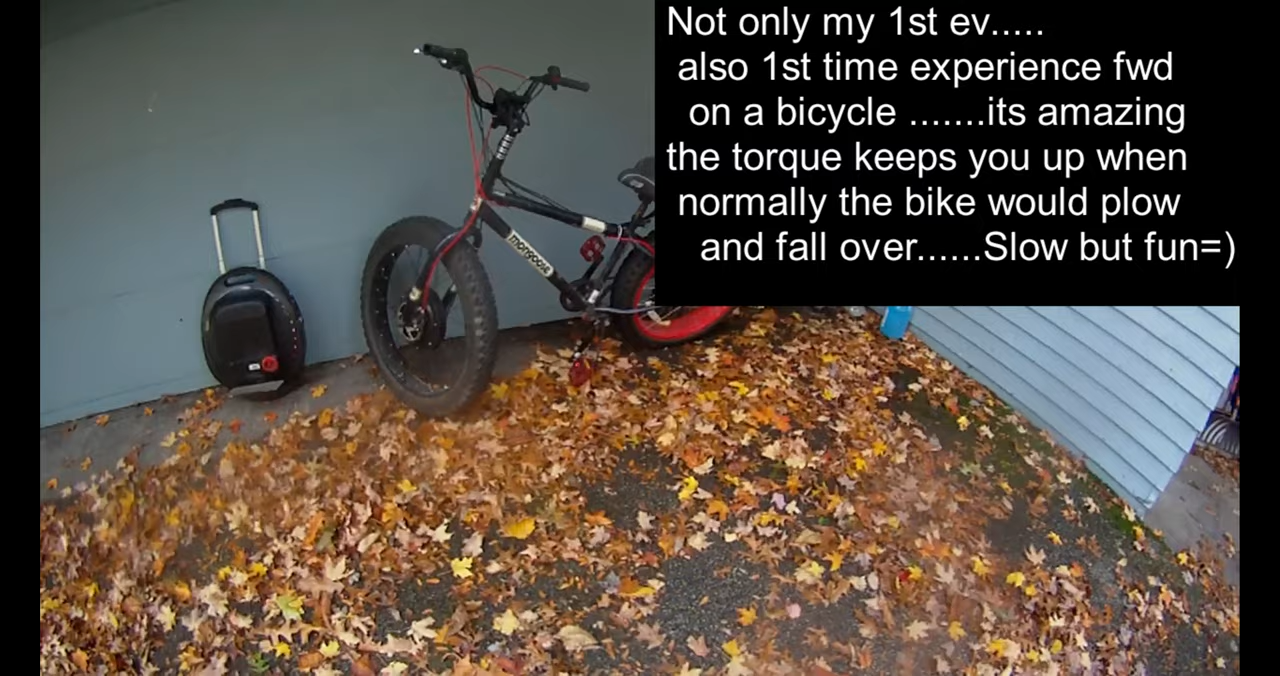 Not only my 1st ev.....
also 1st time experience fwd
on a bicycle .......its amazing
the torque keeps you up when
normally the bike would plow
and fall over......Slow but fun=)
mongoose